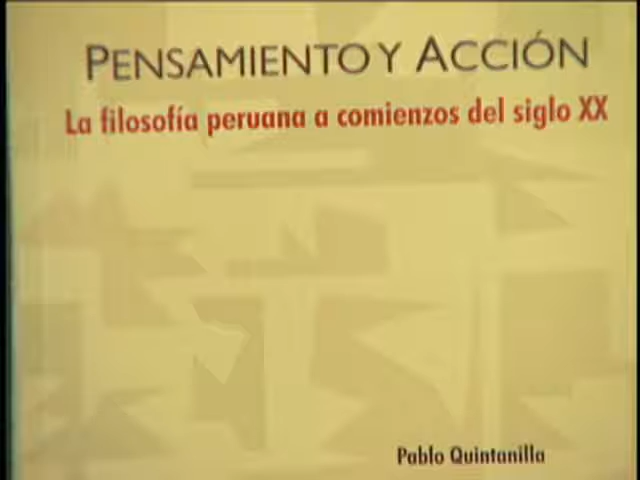 PENSAMIENTO Y ACCIÓN
La filosofía peruana a comienzos del siglo XX
Pablo Quintanilla